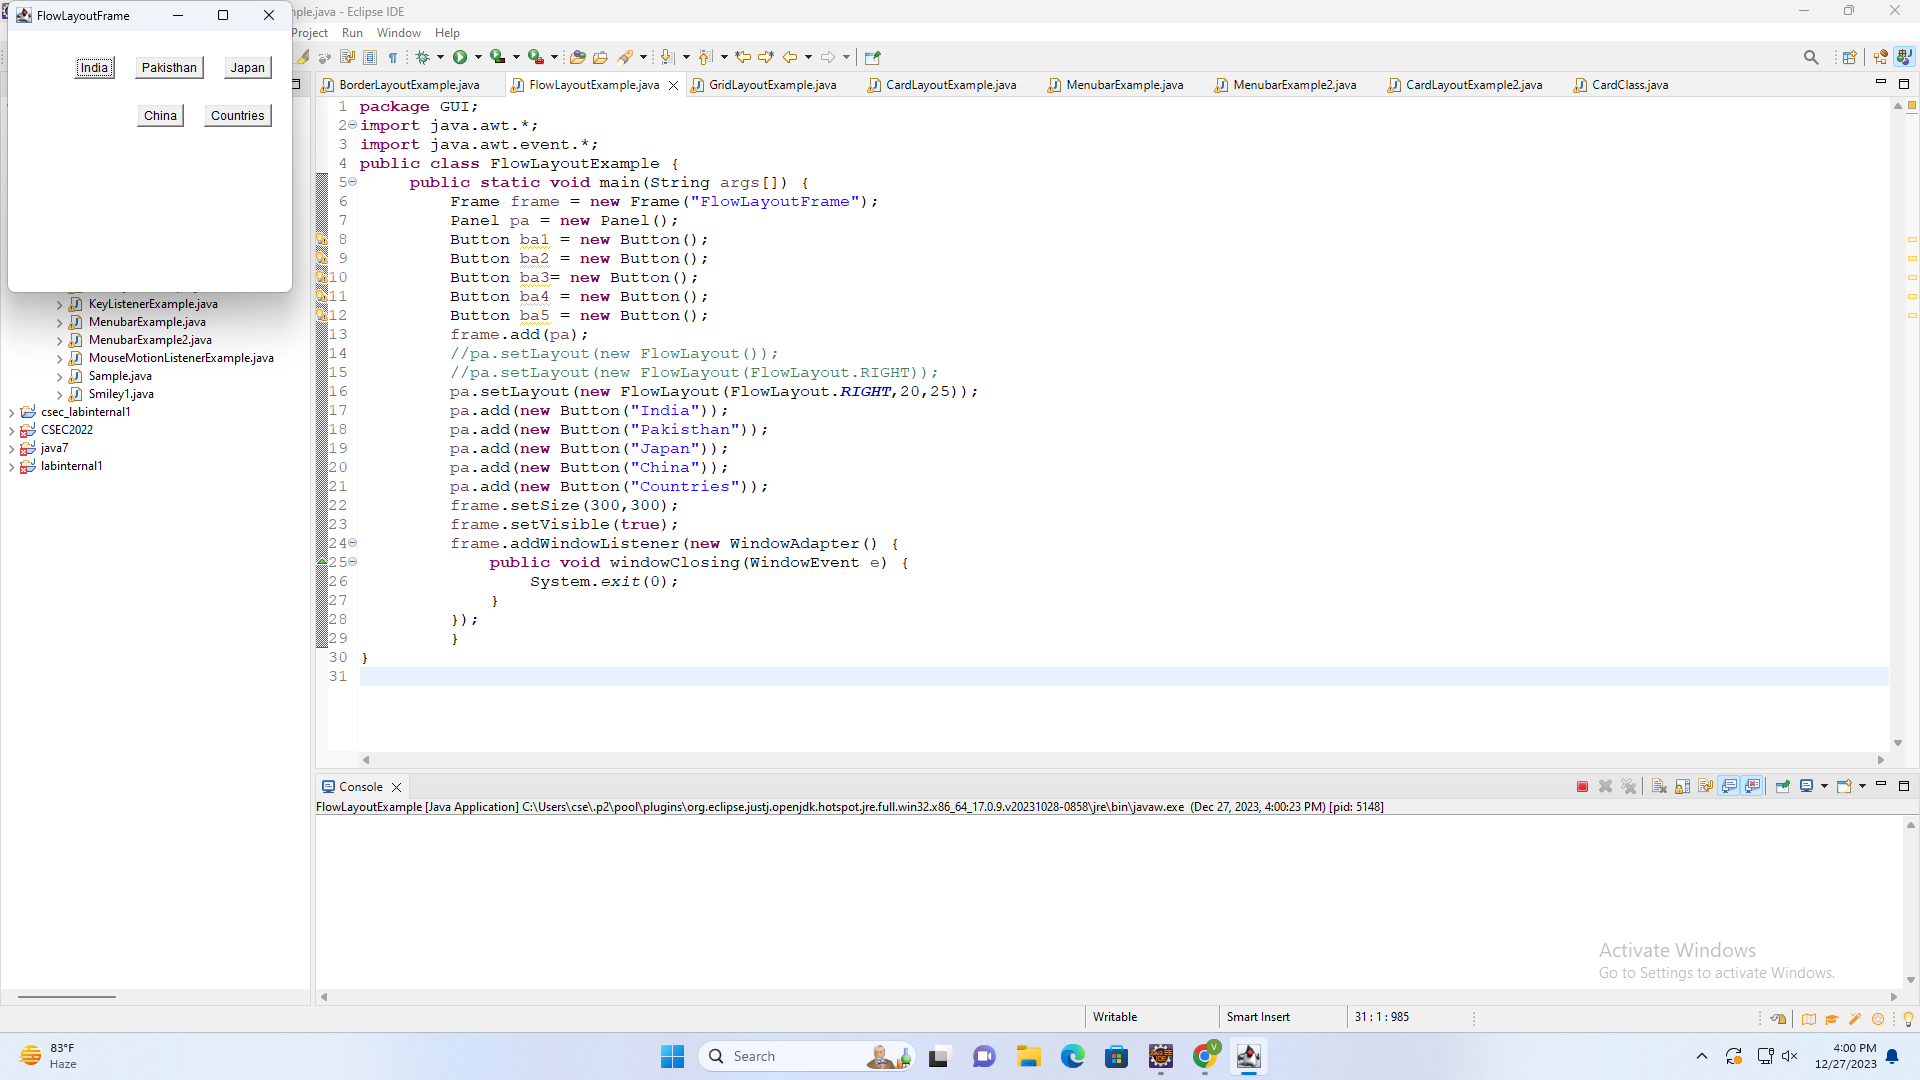 FlowLayoutFrame
India
Pakisthan
Japan
China
Countries
ple.java - Eclipse IDE
Project Run Window Help
BorderLayoutExample.java
FlowLayoutExample.java
GridLayoutExample.java
CardLayoutExample.java
MenubarExample.java
MenubarExample2.java
CardLayoutExample2.java
CardClass.java
KeyListenerExample.java
MenubarExample.java
MenubarExample2.java
MouseMotionListenerExample.java
Sample.java
Smiley1.java
csec_labinternal1
CSEC2022
java7
labinternal1
1 package GUI;
2 import java.awt.*;
3 import java.awt.event.*;
4 public class FlowLayoutExample {
5 public static void main(String args[]) {
6 Frame frame = new Frame("FlowLayoutFrame");
7 Panel pa = new Panel();
8 Button ba1 = new Button();
9 Button ba2 = new Button();
10 Button ba3= new Button();
11 Button ba4 = new Button();
12 Button ba5 = new Button();
13 frame.add(pa);
14 //pa.setLayout(new FlowLayout());
15 //pa.setLayout(new FlowLayout(FlowLayout.RIGHT));
16 pa.setLayout(new FlowLayout(FlowLayout.RIGHT,20,25));
17 pa.add(new Button("India"));
18 pa.add(new Button("Pakisthan"));
19 pa.add(new Button("Japan"));
20 pa.add(new Button("China"));
21 pa.add(new Button("Countries"));
22 frame.setSize(300,300);
23 frame.setVisible(true);
24 frame.addWindowListener(new WindowAdapter() {
25 public void windowClosing(WindowEvent e) {
26 System.exit(0);
27 }
28 });
29 }
30 }
31
Console
FlowLayoutExample [Java Application] C:\Users\cse\.p2\pool\plugins\org.eclipse.justj.openjdk.hotspot.jre.full.win32.x86_64_17.0.9.v20231028-0858\jre\bin\javaw.exe (Dec 27, 2023, 4:00:23 PM) [pid: 5148]
Activate Windows
Go to Settings to activate Windows.
Writable
Smart Insert
31 : 1 : 985
83°F
Haze
Search
4:00 PM
12/27/2023